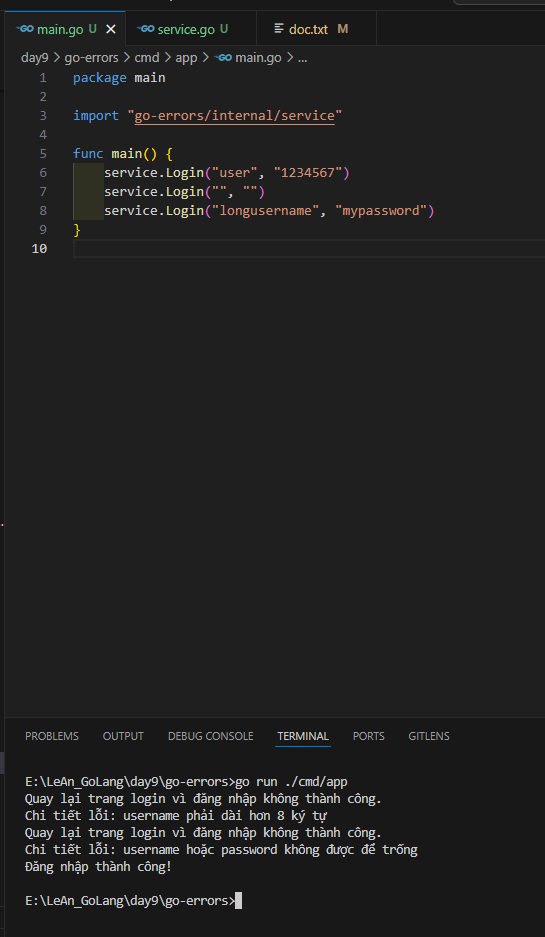 main.go U
service.go U
doc.txt M
day9 > go-errors > cmd > app > main.go > ...
1 package main
2
3 import "go-errors/internal/service"
4
5 func main() {
6 service.Login("user", "1234567")
7 service.Login("", "")
8 service.Login("longusername", "mypassword")
9 }
10
PROBLEMS OUTPUT DEBUG CONSOLE TERMINAL PORTS GITLENS
E:\LeAn_GoLang\day9\go-errors>go run ./cmd/app
Quay lại trang login vì đăng nhập không thành công.
Chi tiết lỗi: username phải dài hơn 8 ký tự
Quay lại trang login vì đăng nhập không thành công.
Chi tiết lỗi: username hoặc password không được để trống
Đăng nhập thành công!
E:\LeAn_GoLang\day9\go-errors>